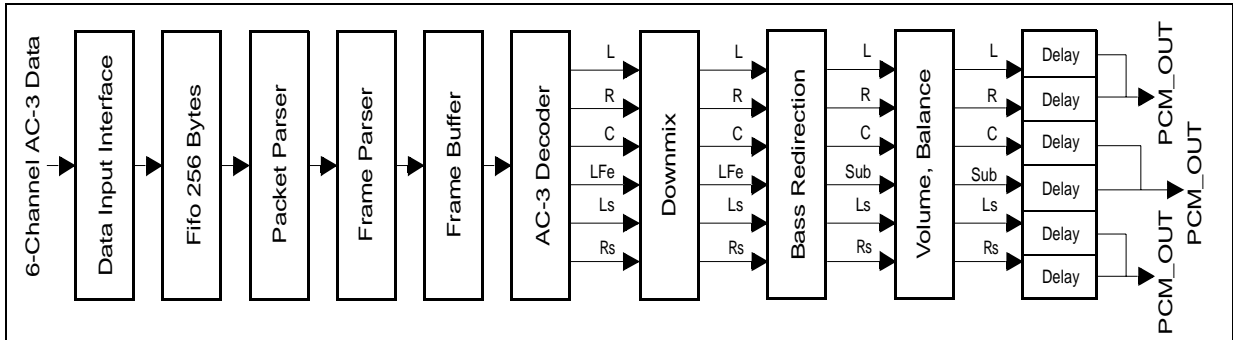 6-Channel AC-3 Data
Data Input Interface
Fifo 256 Bytes
Packet Parser
Frame Parser
Frame Buffer
AC-3 Decoder
L
R
C
LFe
Ls
Rs
Downmix
L
R
C
LFe
Ls
Rs
Bass Redirection
L
R
C
Sub
Ls
Rs
Volume, Balance
L
R
C
Sub
Ls
Rs
Delay
Delay
Delay
Delay
Delay
Delay
PCM_OUT
PCM_OUT
PCM_OUT